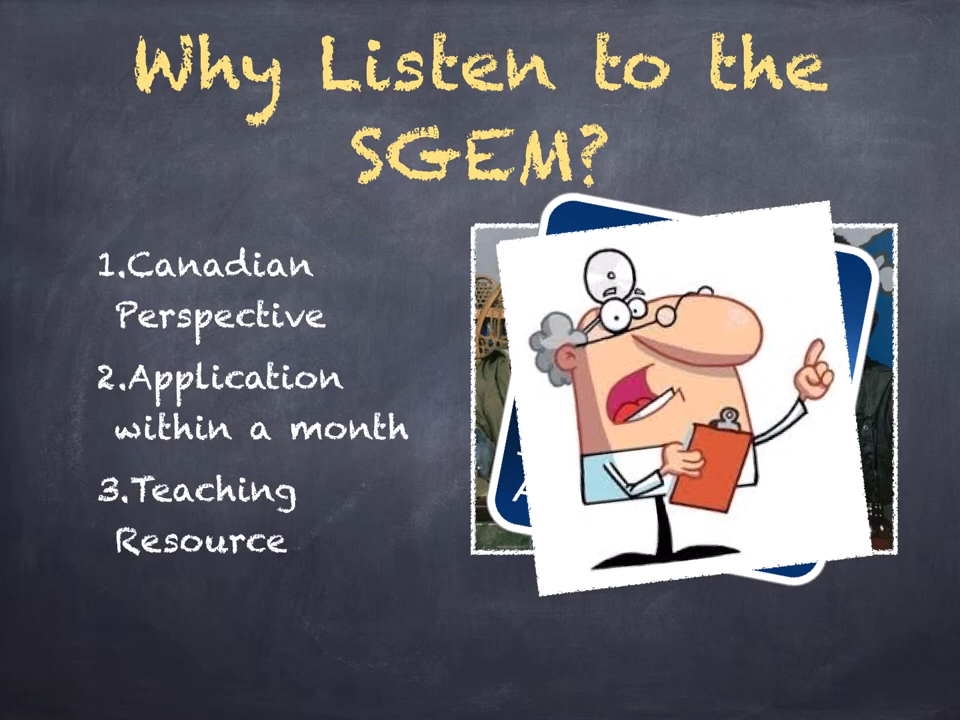 Why Listen to the
SGEM?
1.Canadian
Perspective
2.Application
within a month
3.Teaching
Resource